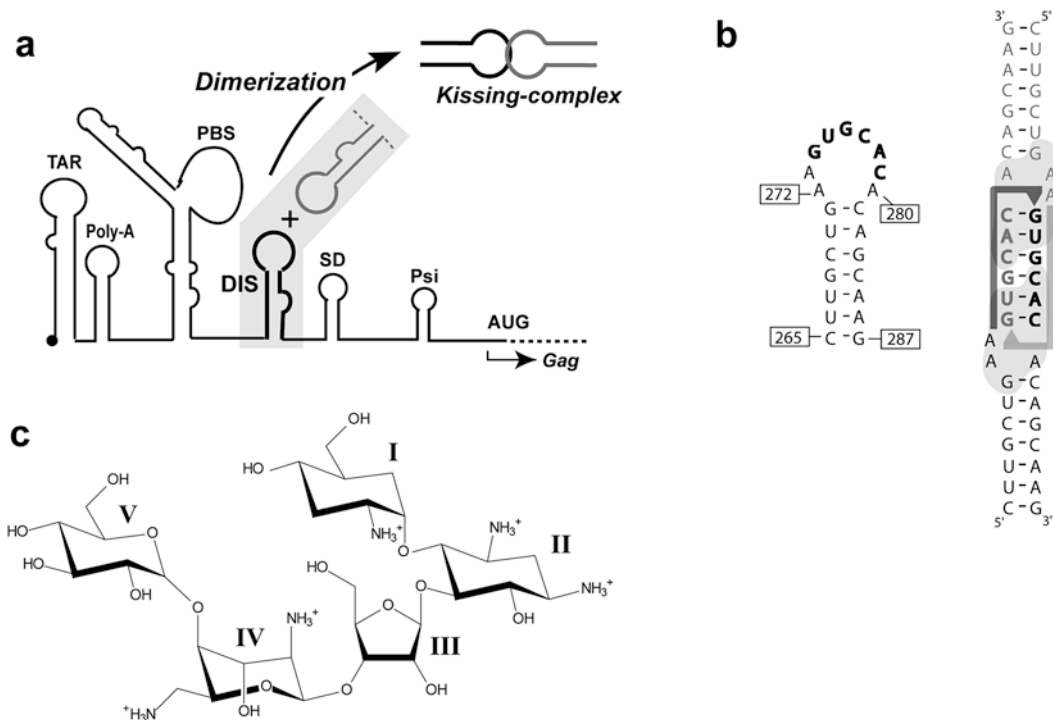 a
Dimerization
Kissing-complex
TAR
Poly-A
PBS
+
DIS
SD
Psi
AUG
Gag
b
G U G C A C
A A
272 A
280
G – C
U – A
C – G
G – C
U – A
U – A
265 C – G 287
3' 5'
G – C
A – U
A – U
C – G
G – C
A – U
C – G
A A
A
C – G
A – U
C – G
G – C
U – A
G – C
A A
A
G – C
U – A
C – G
G – C
U – A
U – A
C – G
5' 3'
c
OH
HO
I
NH3+
O
NH3+
II
NH3+
OH
OH
V
HO
O
HO
OH
O
IV
NH3+
O
OH
+H3N
O
HO
O
O
III
OH